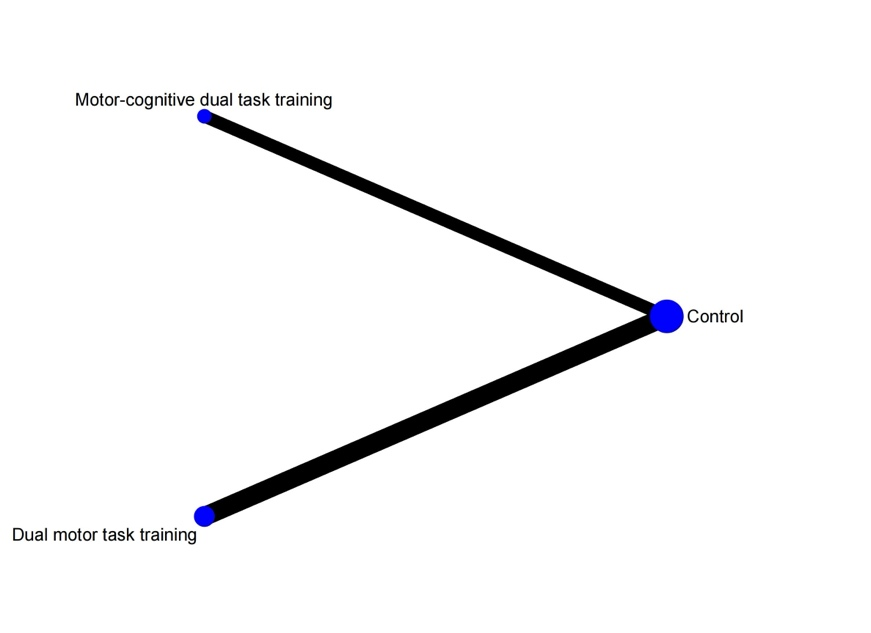 Motor-cognitive dual task training
Control
Dual motor task training